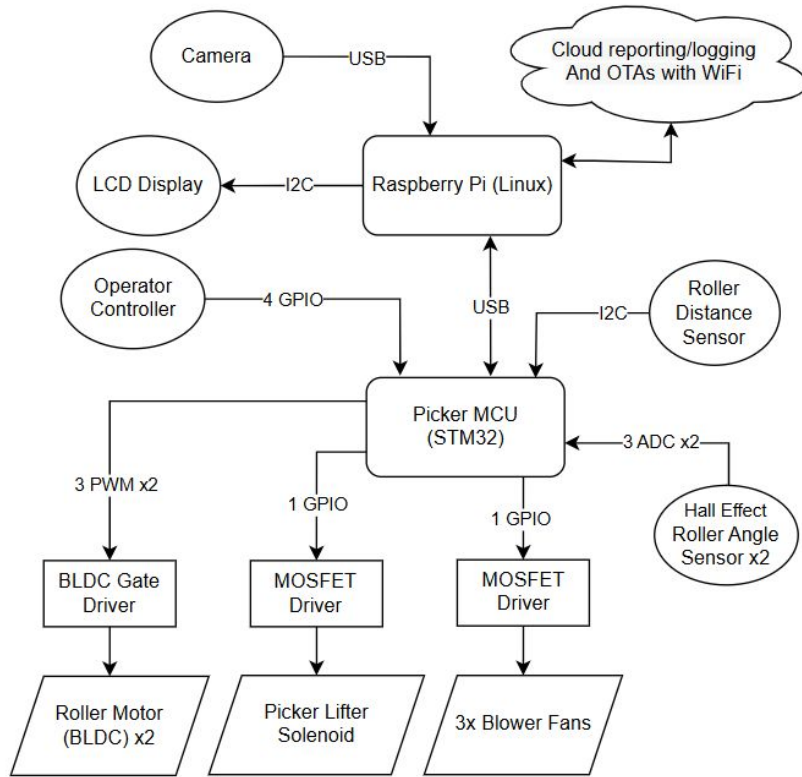 Camera
USB
Cloud reporting/logging
And OTAs with WiFi
LCD Display
I2C
Raspberry Pi (Linux)
Operator
Controller
4 GPIO
USB
I2C
Roller
Distance
Sensor
Picker MCU
(STM32)
3 ADC x2
3 PWM x2
1 GPIO
1 GPIO
Hall Effect
Roller Angle
Sensor x2
BLDC Gate
Driver
MOSFET
Driver
MOSFET
Driver
Roller Motor
(BLDC) x2
Picker Lifter
Solenoid
3x Blower Fans